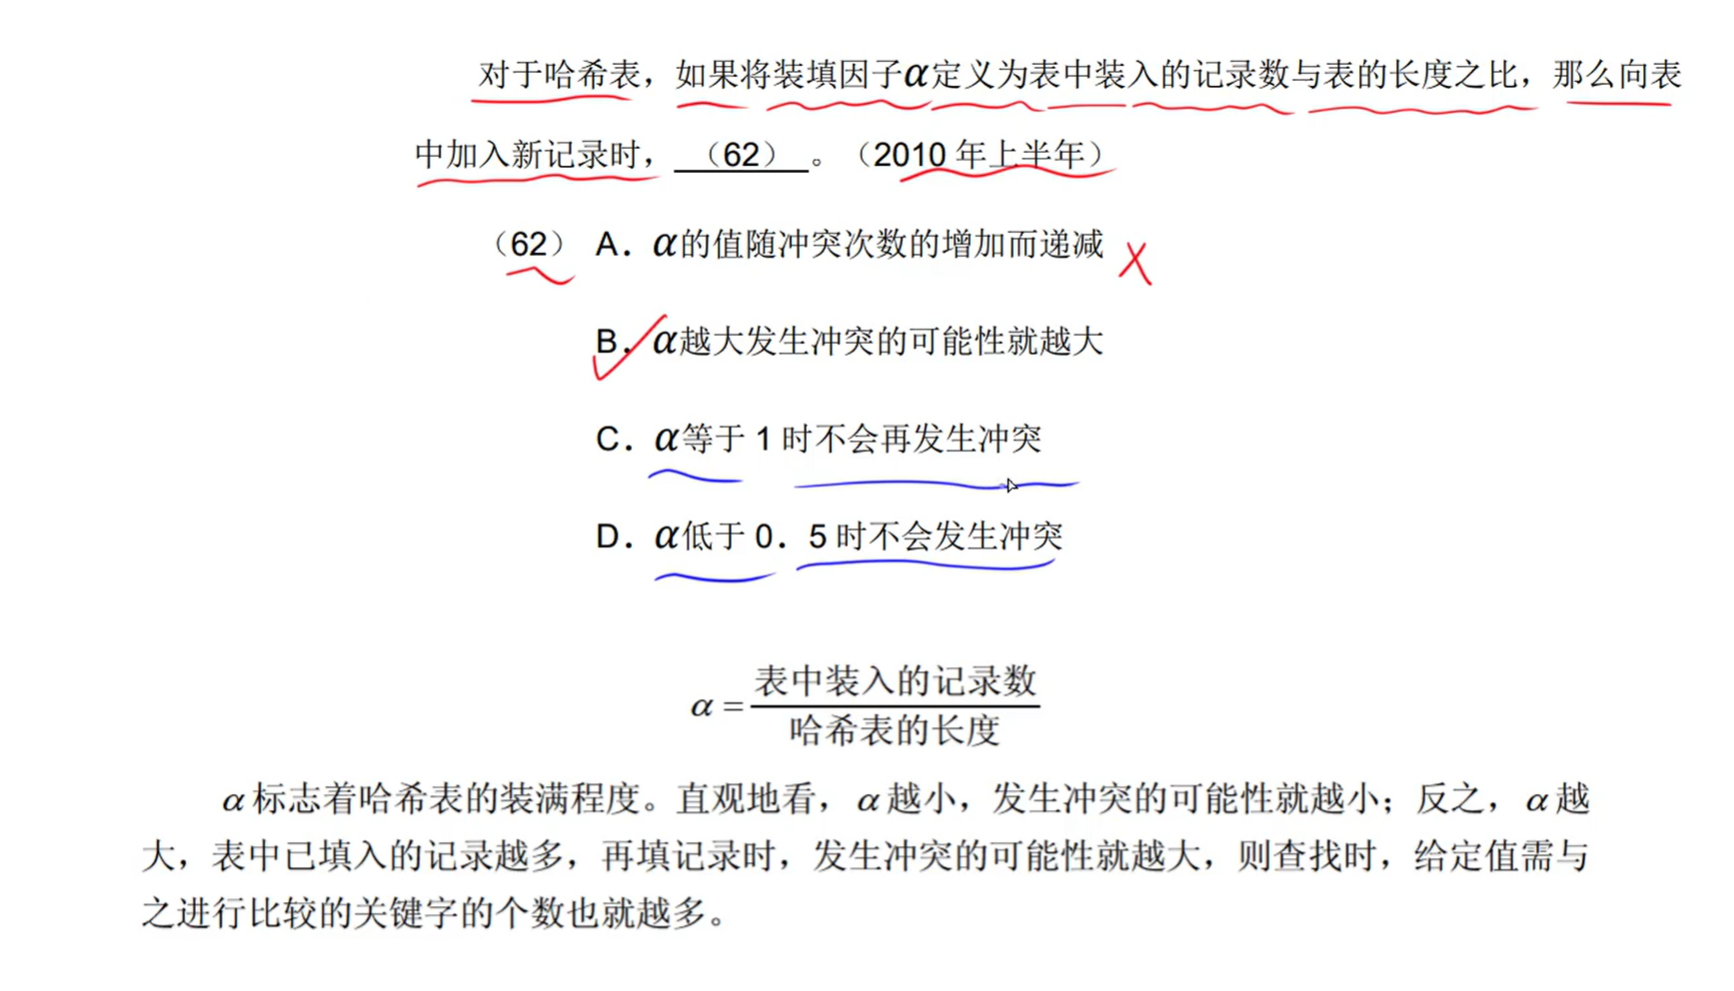 对于哈希表，如果将装填因子α定义为表中装入的记录数与表的长度之比，那么向表
中加入新记录时，（62）。（2010 年上半年）
（62） A．α的值随冲突次数的增加而递减
B．α越大发生冲突的可能性就越大
C．α等于 1 时不会再发生冲突
D．α低于 0．5 时不会发生冲突
表中装入的记录数
α =
哈希表的长度
α 标志着哈希表的装满程度。直观地看，α 越小，发生冲突的可能性就越小；反之，α 越
大，表中已填入的记录越多，再填记录时，发生冲突的可能性就越大，则查找时，给定值需与
之进行比较的关键字的个数也就越多。